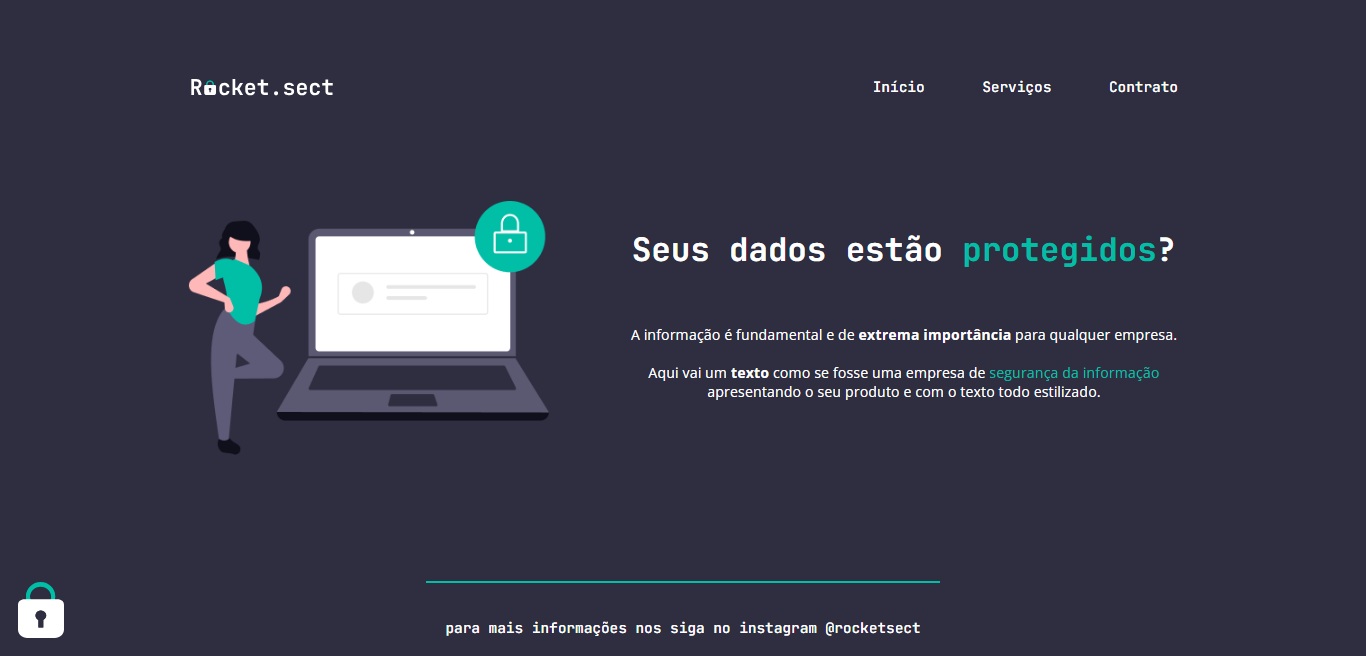 Rocket.sect
Início Serviços Contrato
Seus dados estão protegidos?
A informação é fundamental e de extrema importância para qualquer empresa.
Aqui vai um texto como se fosse uma empresa de segurança da informação
apresentando o seu produto e com o texto todo estilizado.
para mais informações nos siga no instagram @rocketsect